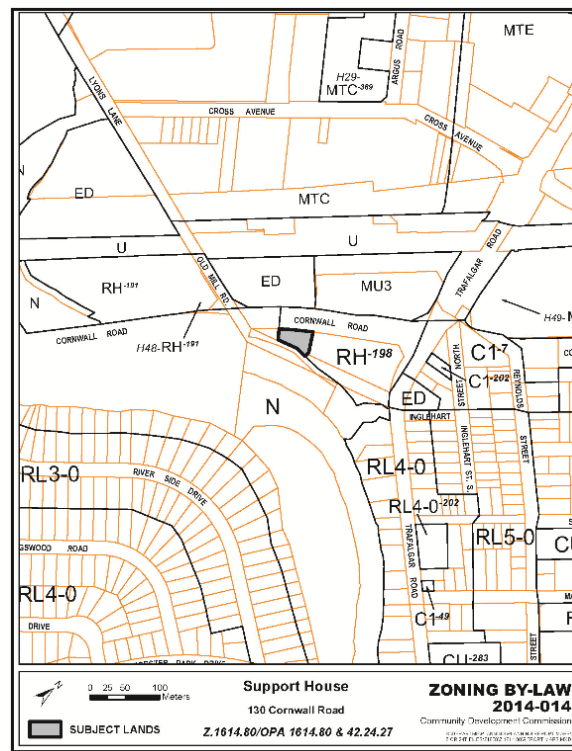 MTE
H29-
MTC-369
ARGUS ROAD
LYONS LANE
CROSS AVENUE
CROSS AVENUE
ED
MTC
U
U
OLD MILL RD.
TRAFALGAR ROAD
RH-191
ED
MU3
N
H49-
CORNWALL ROAD
CORNWALL ROAD
H48-RH-191
RH-198
C1-7
C1-202
STREET NORTH
REYNOLDS
N
ED
INGLEHART
INGLEHART ST. S.
STREET
RL3-0
RIVER SIDE DRIVE
RL4-0
RL4-0-202
RL5-0
GSWOOD ROAD
TRAFALGAR ROAD
RL4-0
DRIVE
C1-49
STREET
CU-283
0 25 50 100
Meters
SUBJECT LANDS
Support House
130 Cornwall Road
Z.1614.80/OPA 1614.80 & 42.24.27
ZONING BY-LAW
2014-014
Community Development Commission